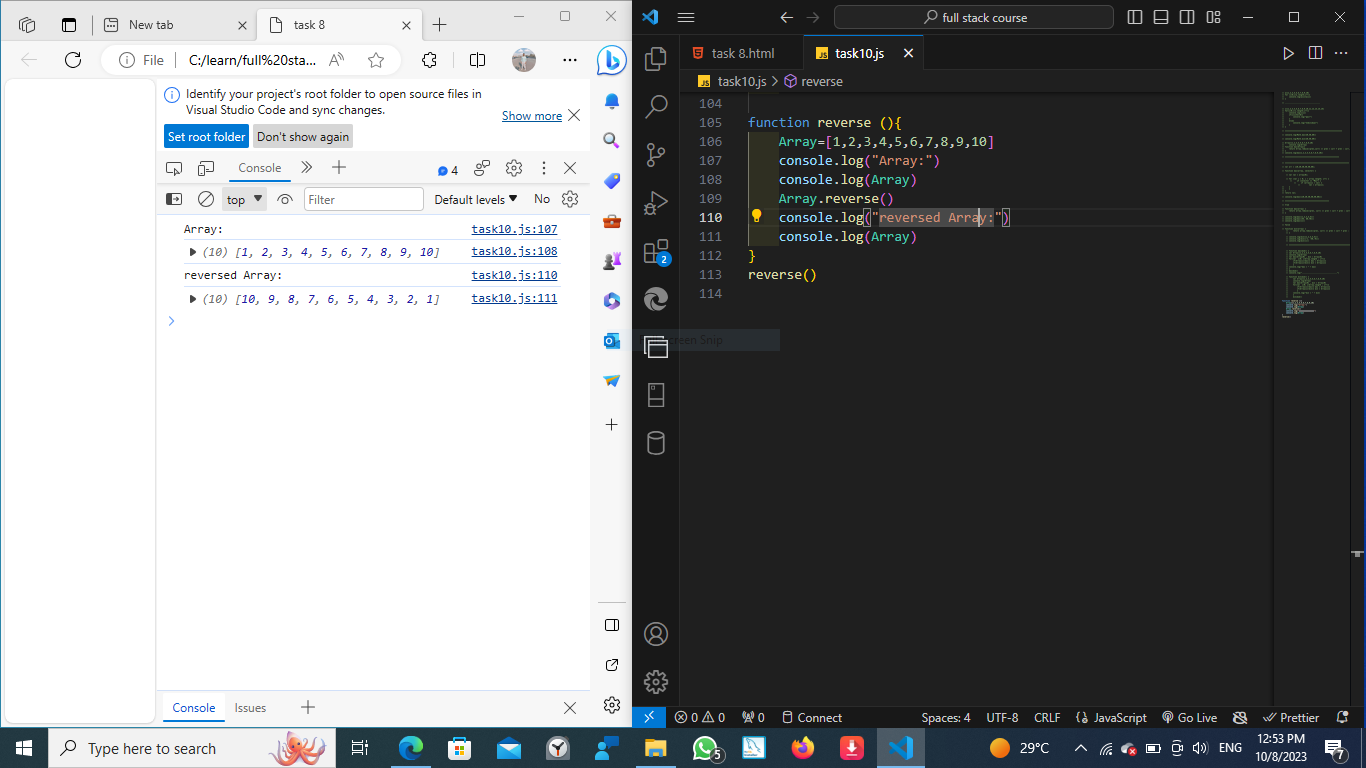 New tab
task 8
File
C:/learn/full%20sta...
Identify your project's root folder to open source files in
Visual Studio Code and sync changes.
Show more
Set root folder
Don't show again
Console
4
top
Filter
Default levels
No
Array:
task10.js:107
(10) [1, 2, 3, 4, 5, 6, 7, 8, 9, 10]
task10.js:108
reversed Array:
task10.js:110
(10) [10, 9, 8, 7, 6, 5, 4, 3, 2, 1]
task10.js:111
Console
Issues
full stack course
task 8.html
task10.js
task10.js > reverse
104
105 function reverse (){
106 Array=[1,2,3,4,5,6,7,8,9,10]
107 console.log("Array:")
108 console.log(Array)
109 Array.reverse()
110 console.log("reversed Array:")
111 console.log(Array)
112 }
113 reverse()
114
2
0 0
0
Connect
Spaces: 4
UTF-8
CRLF
{} JavaScript
Go Live
Prettier
Type here to search
5
29°C
ENG
12:53 PM
10/8/2023
7